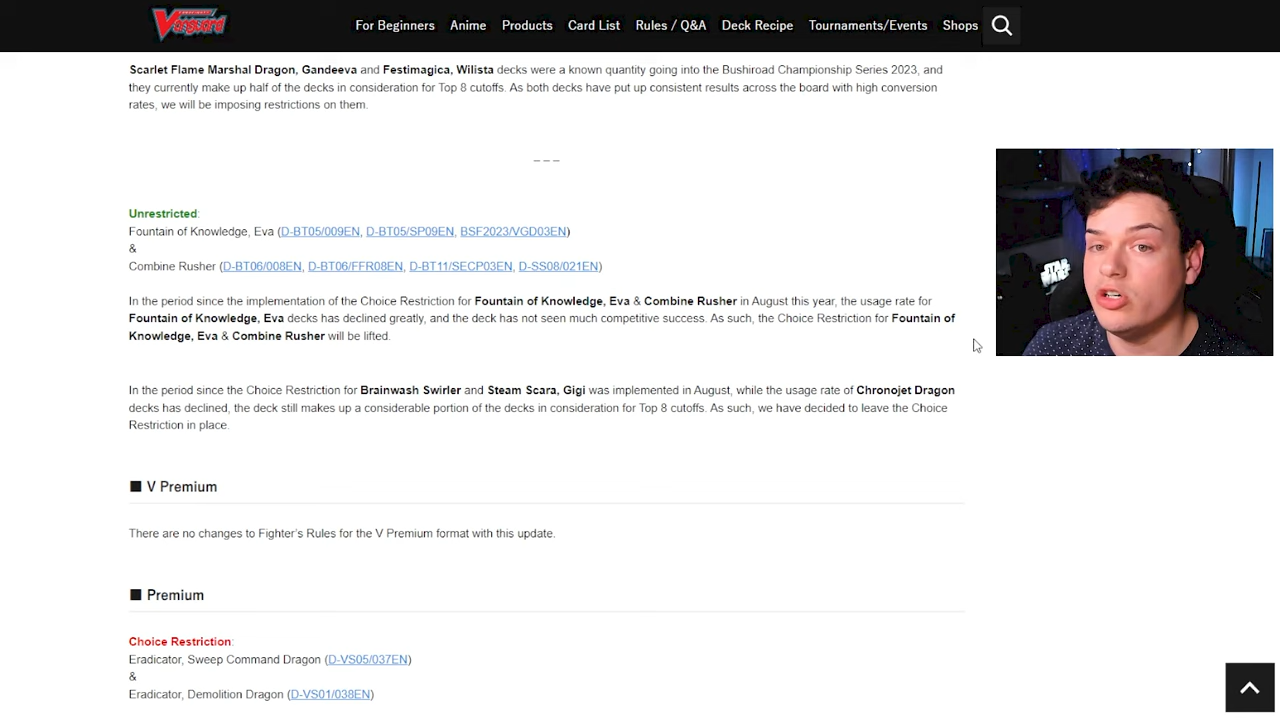 Vanguard
For Beginners Anime Products Card List Rules / Q&A Deck Recipe Tournaments/Events Shops
Scarlet Flame Marshal Dragon, Gandeeva and Festimagica, Wilista decks were a known quantity going into the Bushiroad Championship Series 2023, and
they currently make up half of the decks in consideration for Top 8 cutoffs. As both decks have put up consistent results across the board with high conversion
rates, we will be imposing restrictions on them.
– – –
Unrestricted:
Fountain of Knowledge, Eva (D-BT05/009EN, D-BT05/SP09EN, BSF2023/VGD03EN)
&
Combine Rusher (D-BT06/008EN, D-BT06/FFR08EN, D-BT11/SECP03EN, D-SS08/021EN)
In the period since the implementation of the Choice Restriction for Fountain of Knowledge, Eva & Combine Rusher in August this year, the usage rate for
Fountain of Knowledge, Eva decks has declined greatly, and the deck has not seen much competitive success. As such, the Choice Restriction for Fountain of
Knowledge, Eva & Combine Rusher will be lifted.
In the period since the Choice Restriction for Brainwash Swirler and Steam Scara, Gigi was implemented in August, while the usage rate of Chronojet Dragon
decks has declined, the deck still makes up a considerable portion of the decks in consideration for Top 8 cutoffs. As such, we have decided to leave the Choice
Restriction in place.
STAR WARS
■ V Premium
There are no changes to Fighter's Rules for the V Premium format with this update.
■ Premium
Choice Restriction:
Eradicator, Sweep Command Dragon (D-VS05/037EN)
&
Eradicator, Demolition Dragon (D-VS01/038EN)